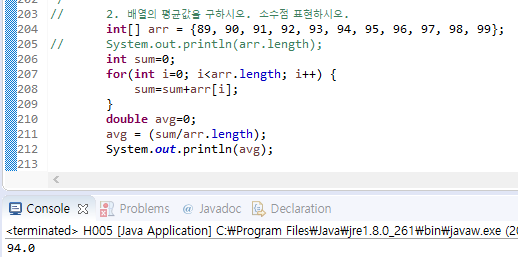 202
203 // 2. 배열의 평균값을 구하시오. 소수점 표현하시오.
204 int[] arr = {89, 90, 91, 92, 93, 94, 95, 96, 97, 98, 99};
205 // System.out.println(arr.length);
206 int sum=0;
207 for(int i=0; i<arr.length; i++) {
208 sum=sum+arr[i];
209 }
210 double avg=0;
211 avg = (sum/arr.length);
212 System.out.println(avg);
213
Console Problems @ Javadoc Declaration
<terminated> H005 [Java Application] C:₩Program Files₩Java₩jre1.8.0_261₩bin₩javaw.exe (20
94.0